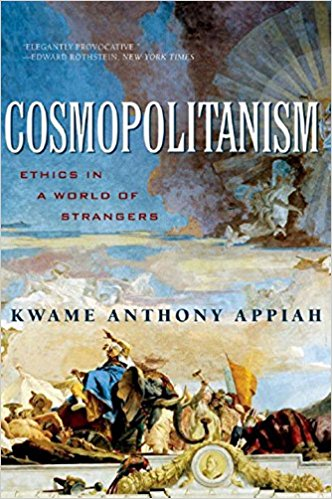 "ELEGANTLY PROVOCATIVE."
—EDWARD ROTHSTEIN, NEW YORK TIMES
COSMOPOLITANISM
ETHICS IN
A WORLD OF
STRANGERS
KWAME ANTHONY APPIAH